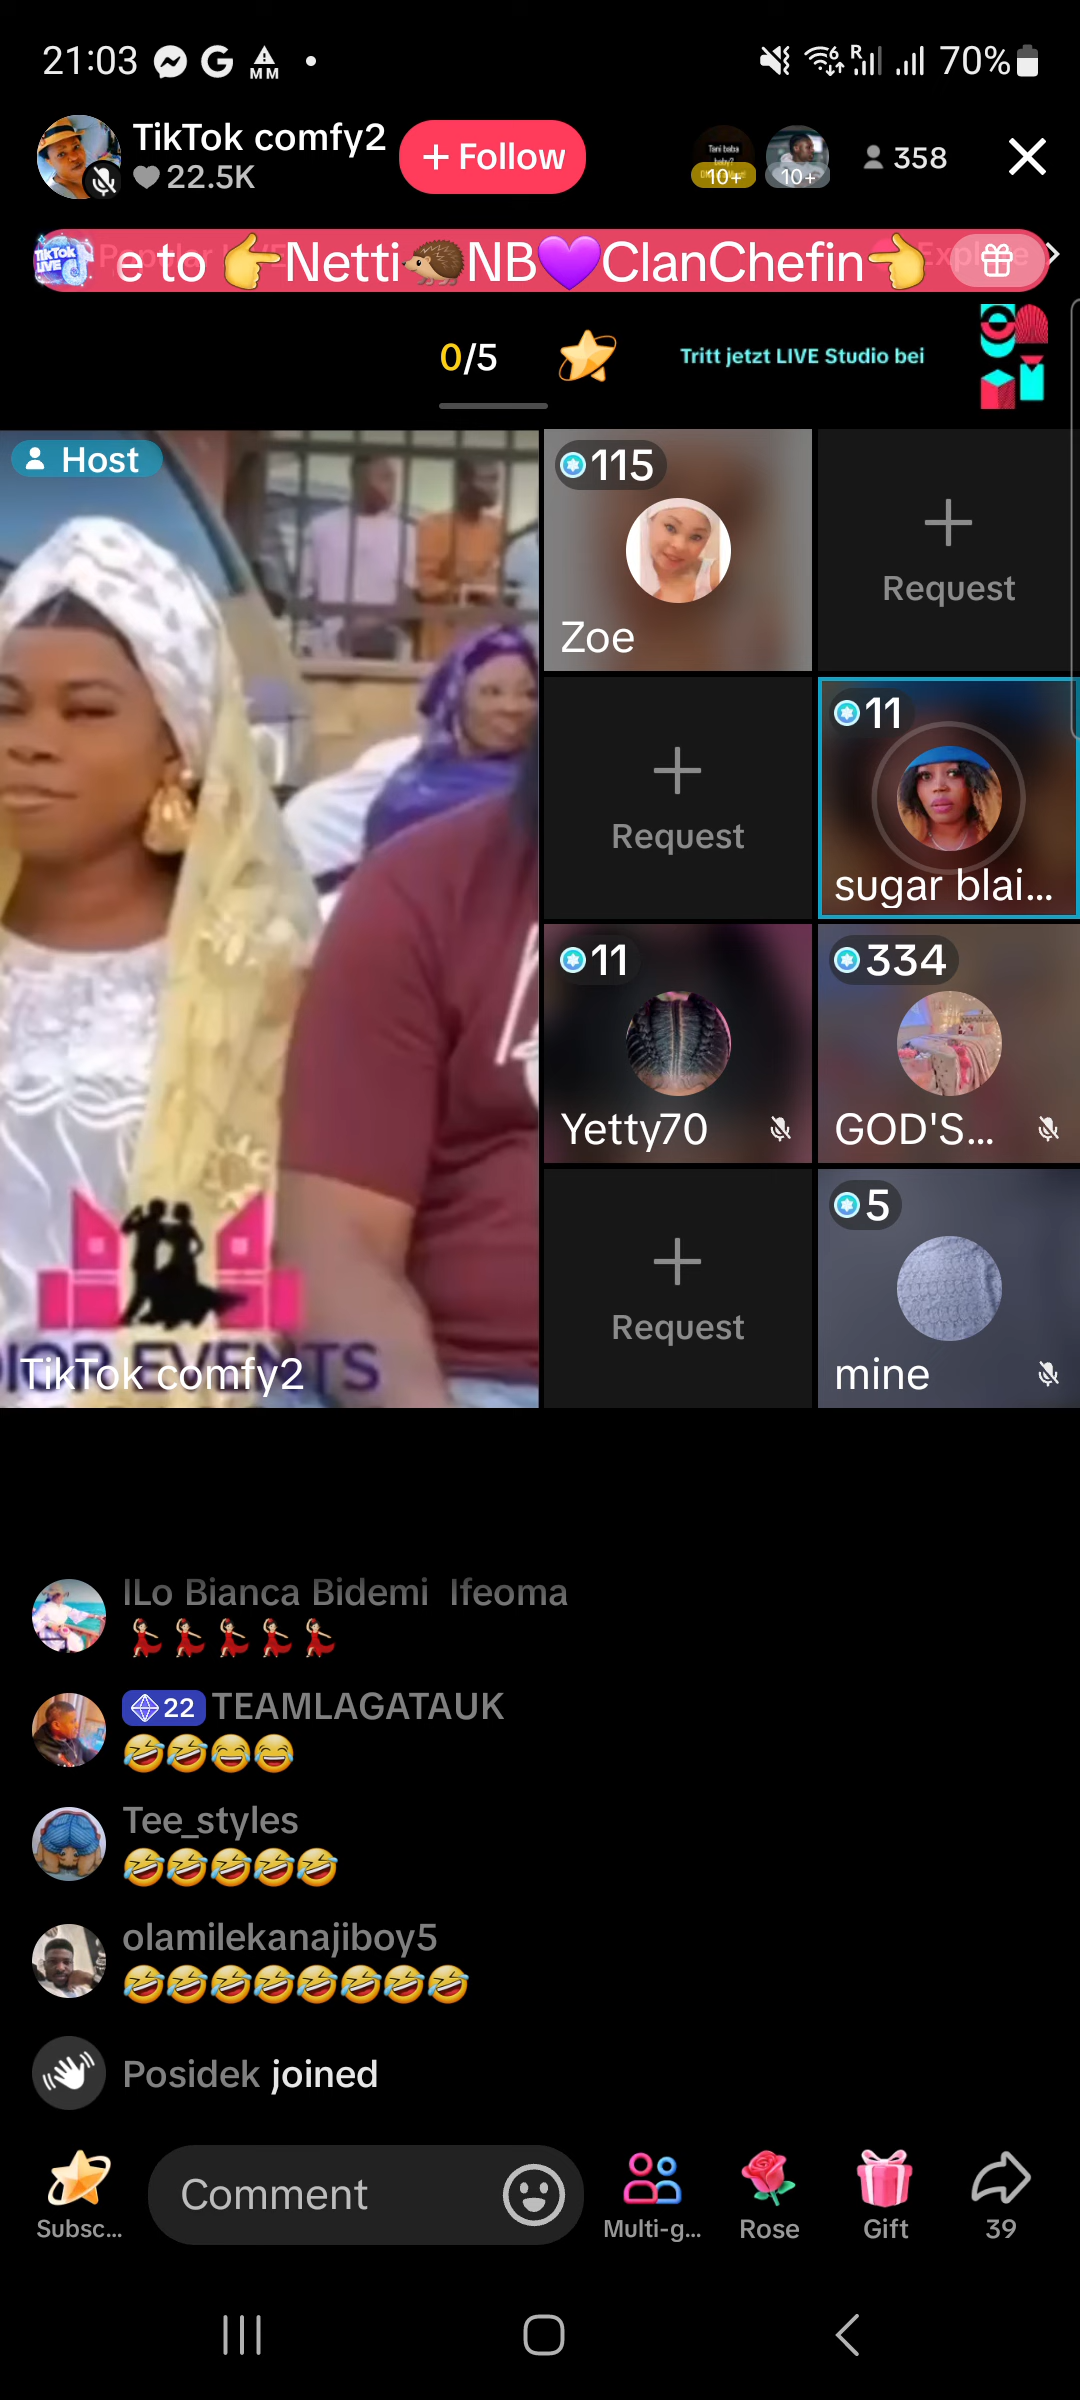 21:03
70%
TikTok comfy2
22.5K
+ Follow
10+
10+
358
e to 👉Netti🦔NB💜ClanChefin👈
0/5
Tritt jetzt LIVE Studio bei
Host
115
Zoe
Request
Request
11
sugar blai...
11
Yetty70
334
GOD'S...
Request
5
mine
EVENTS
TikTok comfy2
ILo Bianca Bidemi Ifeoma
💃💃💃💃💃
22 TEAMLAGATAUK
🤣🤣😂😂
Tee_styles
🤣🤣🤣🤣🤣
olamilekanajiboy5
🤣🤣🤣🤣🤣🤣🤣🤣
Posidek joined
Subsc...
Comment
Multi-g...
Rose
Gift
39